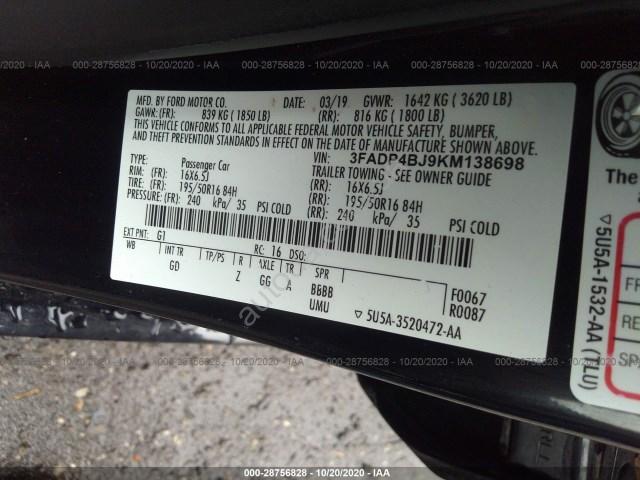 000-28756828 - 10/20/2020 - IAA
MFD. BY FORD MOTOR CO.
DATE: 03/19 GVWR: 1642 KG ( 3620 LB)
GAWR: (FR): 839 KG ( 1850 LB) (RR): 816 KG ( 1800 LB)
THIS VEHICLE CONFORMS TO ALL APPLICABLE FEDERAL MOTOR VEHICLE SAFETY, BUMPER,
AND THEFT PREVENTION STANDARDS IN EFFECT ON THE DATE OF MANUFACTURE SHOWN ABOVE.
VIN: 3FADP4BJ9KM138698
TYPE: Passenger Car TRAILER TOWING - SEE OWNER GUIDE
RIM: (FR): 16X6.5J (RR): 16X6.5J
TIRE: (FR): 195/50R16 84H (RR): 195/50R16 84H
PRESSURE: (FR): 240 kPa/ 35 PSI COLD (RR): 240 kPa/ 35 PSI COLD
EXT PNT: G1 RC: 16 DSO:
WB INT TR TP/PS R AXLE TR SPR
GD Z GG A BBBB
UMU
F0067
R0087
▽ 5U5A-3520472-AA
▽ 5U5A-1532-AA (TLU)
The
FR
RE
SP
000-28756828 - 10/20/2020 - IAA